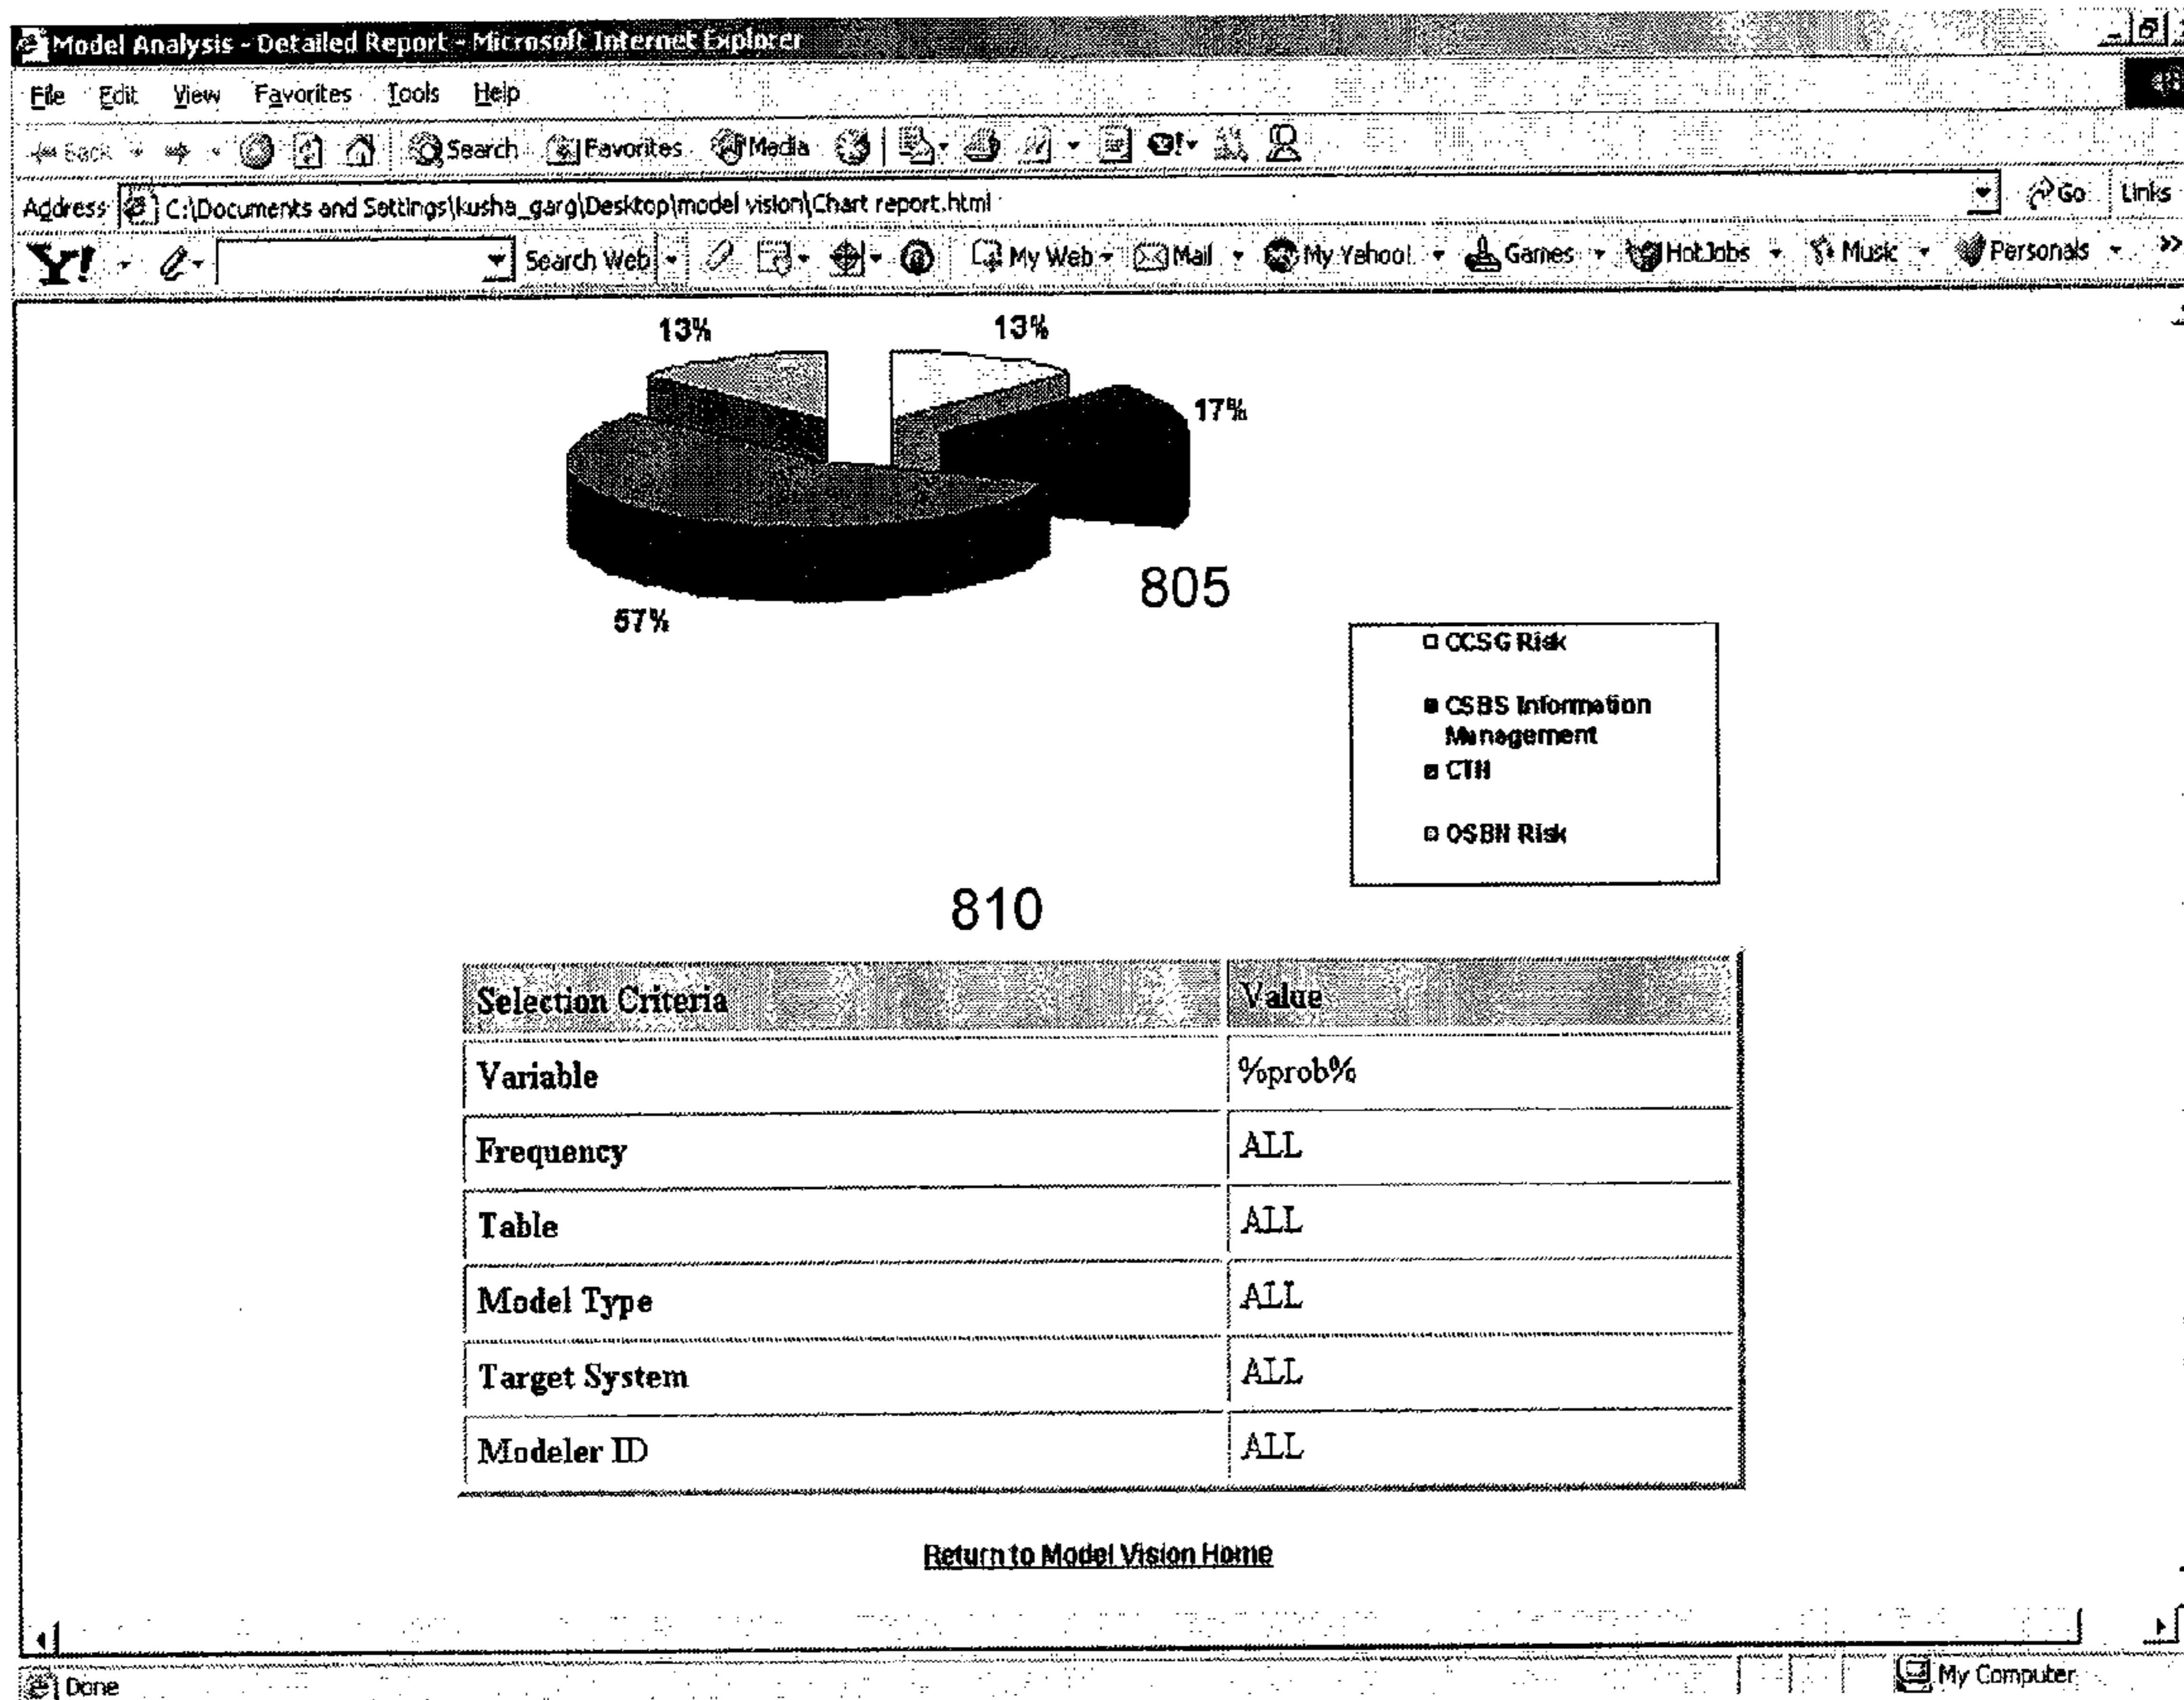 Model Analysis - Detailed Report - Microsoft Internet Explorer
File Edit View Favorites Tools Help
Back Search Favorites Media
Address C:\Documents and Settings\kusha_garg\Desktop\model vision\Chart report.html Go Links
Y! Search Web My Web Mail My Yahoo! Games HotJobs Music Personals »
13% 13%
17%
57%
805
CCSG Risk
CSBS Information
Management
CTN
OSBN Risk
810
Selection Criteria Value
Variable %prob%
Frequency ALL
Table ALL
Model Type ALL
Target System ALL
Modeler ID ALL
Return to Model Vision Home
Done My Computer